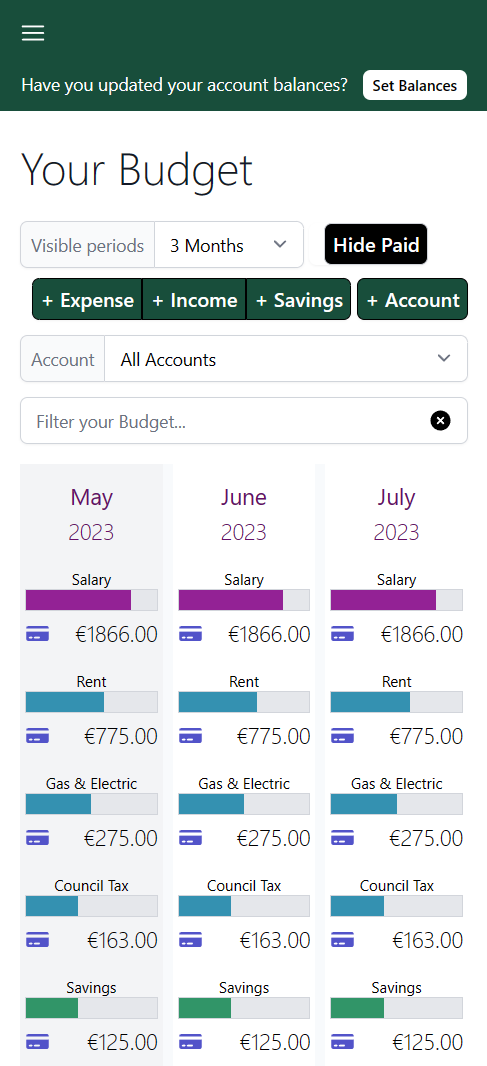 Have you updated your account balances? Set Balances
Your Budget
Visible periods 3 Months Hide Paid
+ Expense + Income + Savings + Account
Account All Accounts
Filter your Budget...
May June July
2023 2023 2023
Salary Salary Salary
€1866.00 €1866.00 €1866.00
Rent Rent Rent
€775.00 €775.00 €775.00
Gas & Electric Gas & Electric Gas & Electric
€275.00 €275.00 €275.00
Council Tax Council Tax Council Tax
€163.00 €163.00 €163.00
Savings Savings Savings
€125.00 €125.00 €125.00